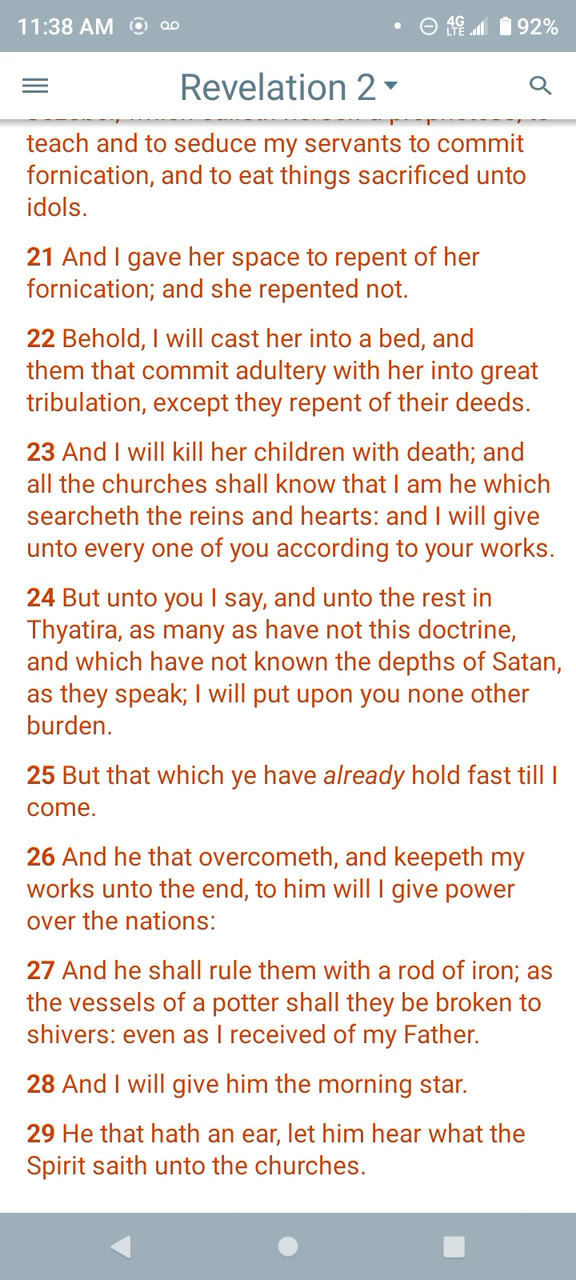 11:38 AM 4G LTE 92%
Revelation 2
teach and to seduce my servants to commit
fornication, and to eat things sacrificed unto
idols.
21 And I gave her space to repent of her
fornication; and she repented not.
22 Behold, I will cast her into a bed, and
them that commit adultery with her into great
tribulation, except they repent of their deeds.
23 And I will kill her children with death; and
all the churches shall know that I am he which
searcheth the reins and hearts: and I will give
unto every one of you according to your works.
24 But unto you I say, and unto the rest in
Thyatira, as many as have not this doctrine,
and which have not known the depths of Satan,
as they speak; I will put upon you none other
burden.
25 But that which ye have already hold fast till I
come.
26 And he that overcometh, and keepeth my
works unto the end, to him will I give power
over the nations:
27 And he shall rule them with a rod of iron; as
the vessels of a potter shall they be broken to
shivers: even as I received of my Father.
28 And I will give him the morning star.
29 He that hath an ear, let him hear what the
Spirit saith unto the churches.